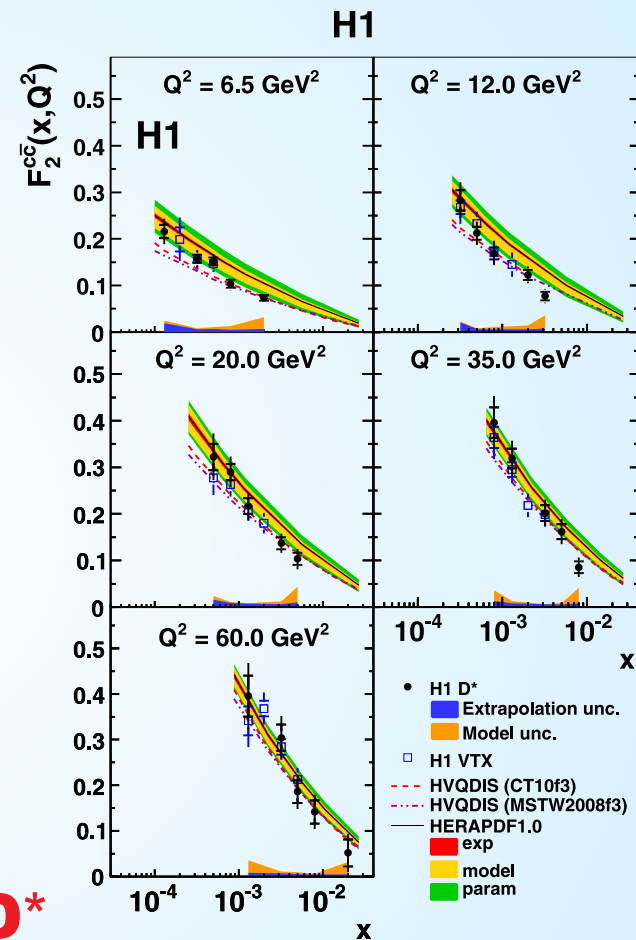 H1
F₂^cc̄(x,Q²)
Q² = 6.5 GeV²
Q² = 12.0 GeV²
H1
0.5
0.4
0.3
0.2
0.1
0
Q² = 20.0 GeV²
Q² = 35.0 GeV²
0.5
0.4
0.3
0.2
0.1
0
10⁻⁴ 10⁻³ 10⁻²
x
Q² = 60.0 GeV²
0.5
0.4
0.3
0.2
0.1
0
10⁻⁴ 10⁻³ 10⁻²
x
H1 D*
Extrapolation unc.
Model unc.
H1 VTX
HVQDIS (CT10f3)
HVQDIS (MSTW2008f3)
HERAPDF1.0
exp
model
param